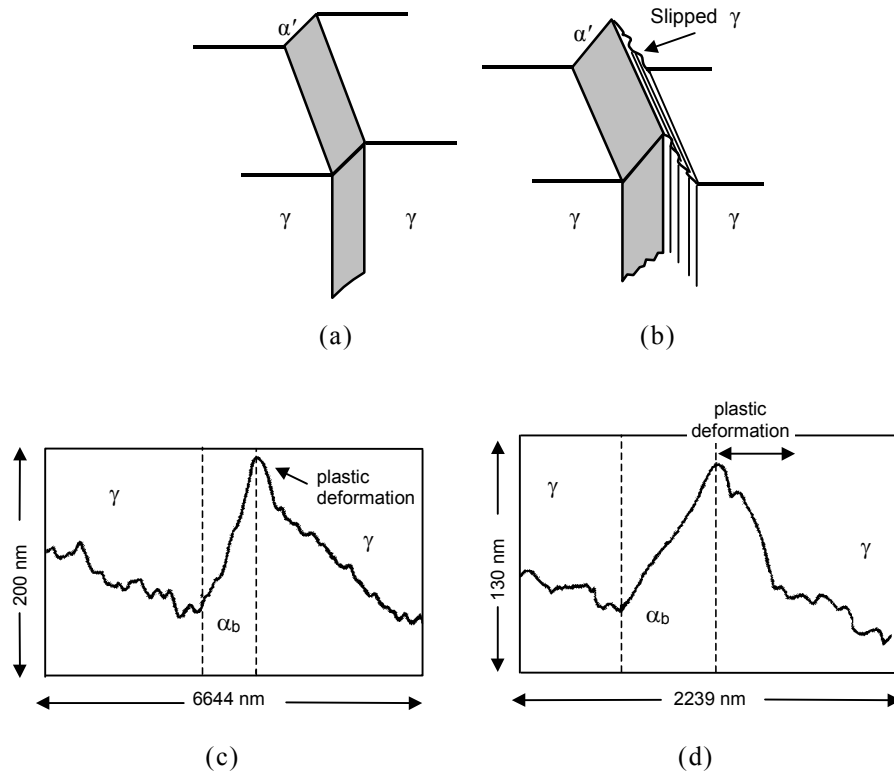 α′
γ
γ
(a)
Slipped γ
α′
γ
γ
(b)
200 nm
γ
plastic
deformation
γ
αb
6644 nm
(c)
plastic
deformation
130 nm
γ
γ
αb
2239 nm
(d)